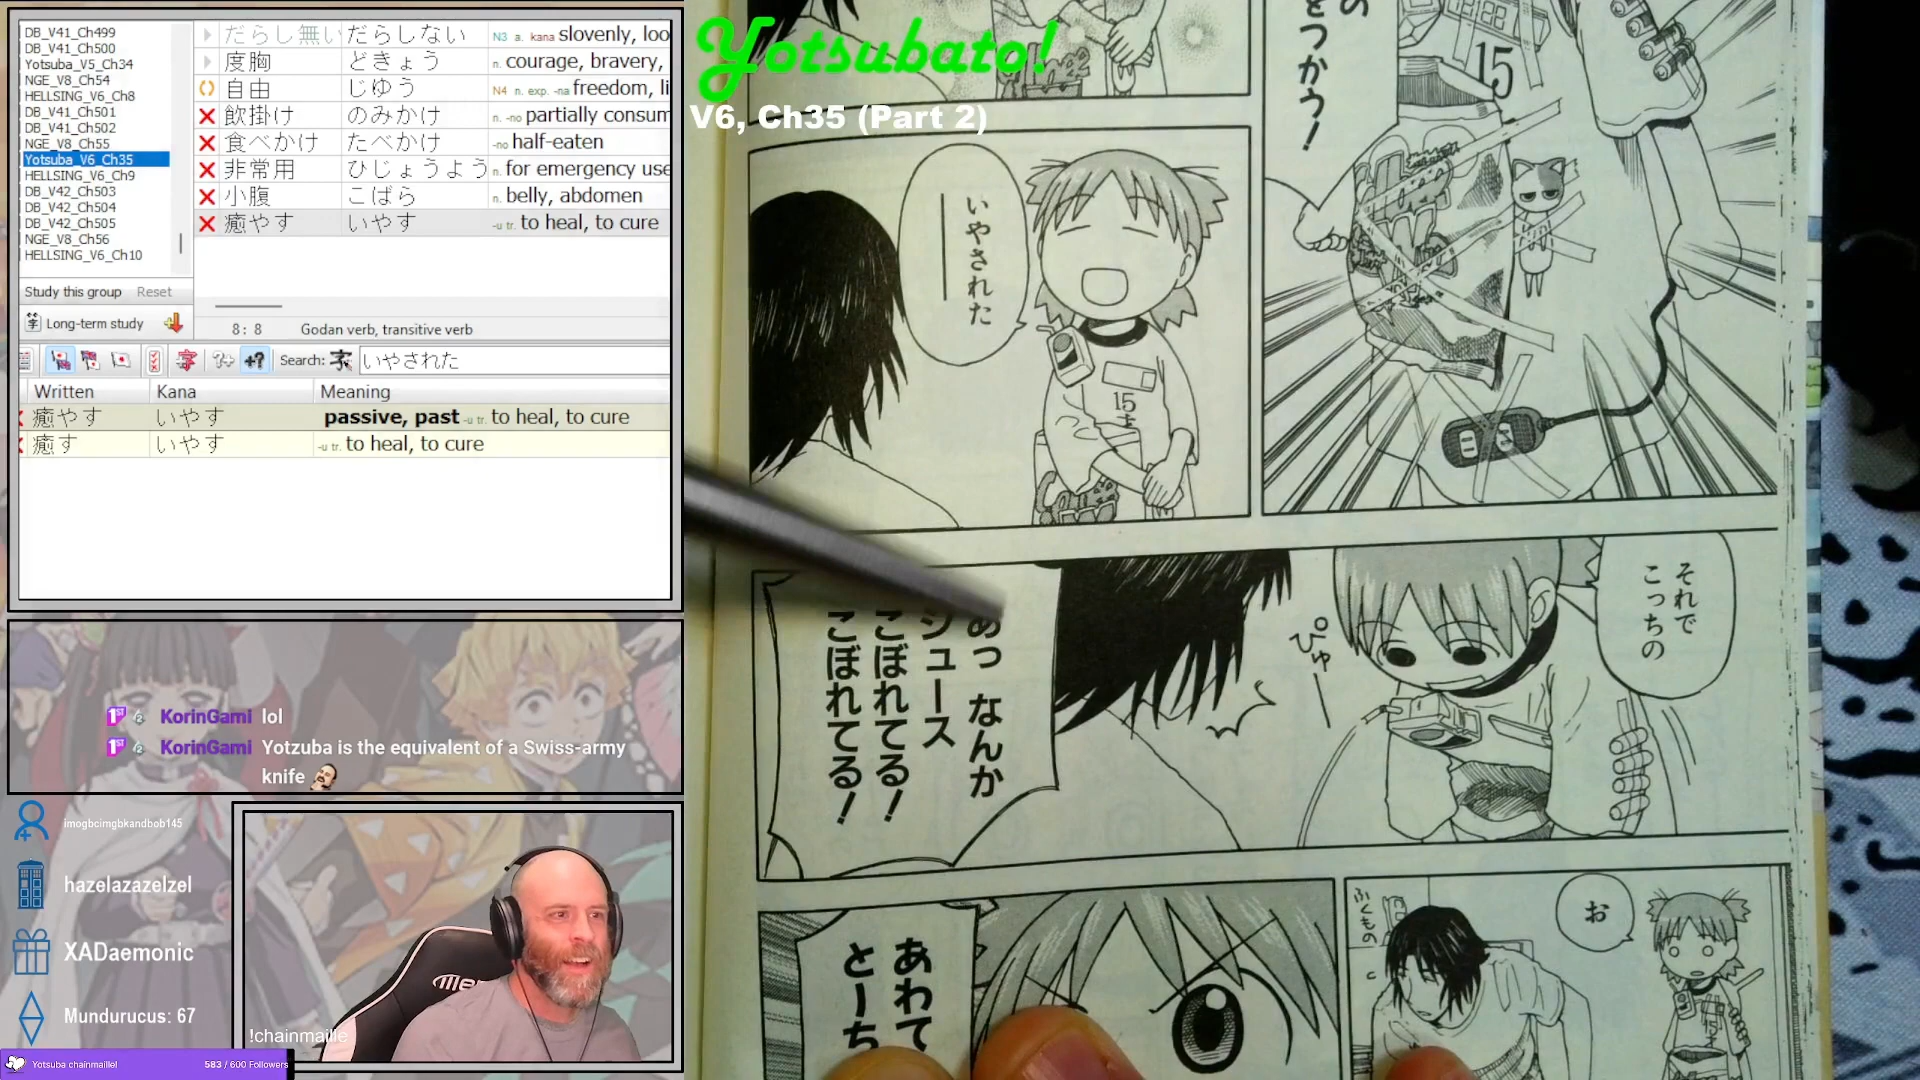 DB_V41_Ch499
DB_V41_Ch500
Yotsuba_V5_Ch34
NGE_V8_Ch54
HELLSING_V6_Ch8
DB_V41_Ch501
DB_V41_Ch502
NGE_V8_Ch55
Yotsuba_V6_Ch35
HELLSING_V6_Ch9
DB_V42_Ch503
DB_V42_Ch504
DB_V42_Ch505
NGE_V8_Ch56
HELLSING_V6_Ch10
Study this group Reset
Long-term study
だらし無い だらしない N3 a. kana slovenly, loo
度胸 どきょう n. courage, bravery,
自由 じゆう N4 n. exp. -na freedom, li
飲掛け のみかけ n. -no partially consum
食べかけ たべかけ -no half-eaten
非常用 ひじょうよう n. for emergency use
小腹 こばら n. belly, abdomen
癒やす いやす -u tr. to heal, to cure
8: 8 Godan verb, transitive verb
Search: いやされた
Written Kana Meaning
癒やす いやす passive, past -u tr. to heal, to cure
癒す いやす -u tr. to heal, to cure
KorinGami lol
KorinGami Yotzuba is the equivalent of a Swiss-army
knife
imogbcimgbkandbob145
hazelazazelzel
XADaemonic
Mundurucus: 67
!chainmaille
Yotsuba chainmaille! 583 / 600 Followers
Yotsubato!
V6, Ch35 (Part 2)
をつかう!
15
いやされた
15
それで
こっちの
ぴゅー
あっ なんか
ジュース
こぼれてる!
こぼれてる!
お
ふくもの
あわて
とーち